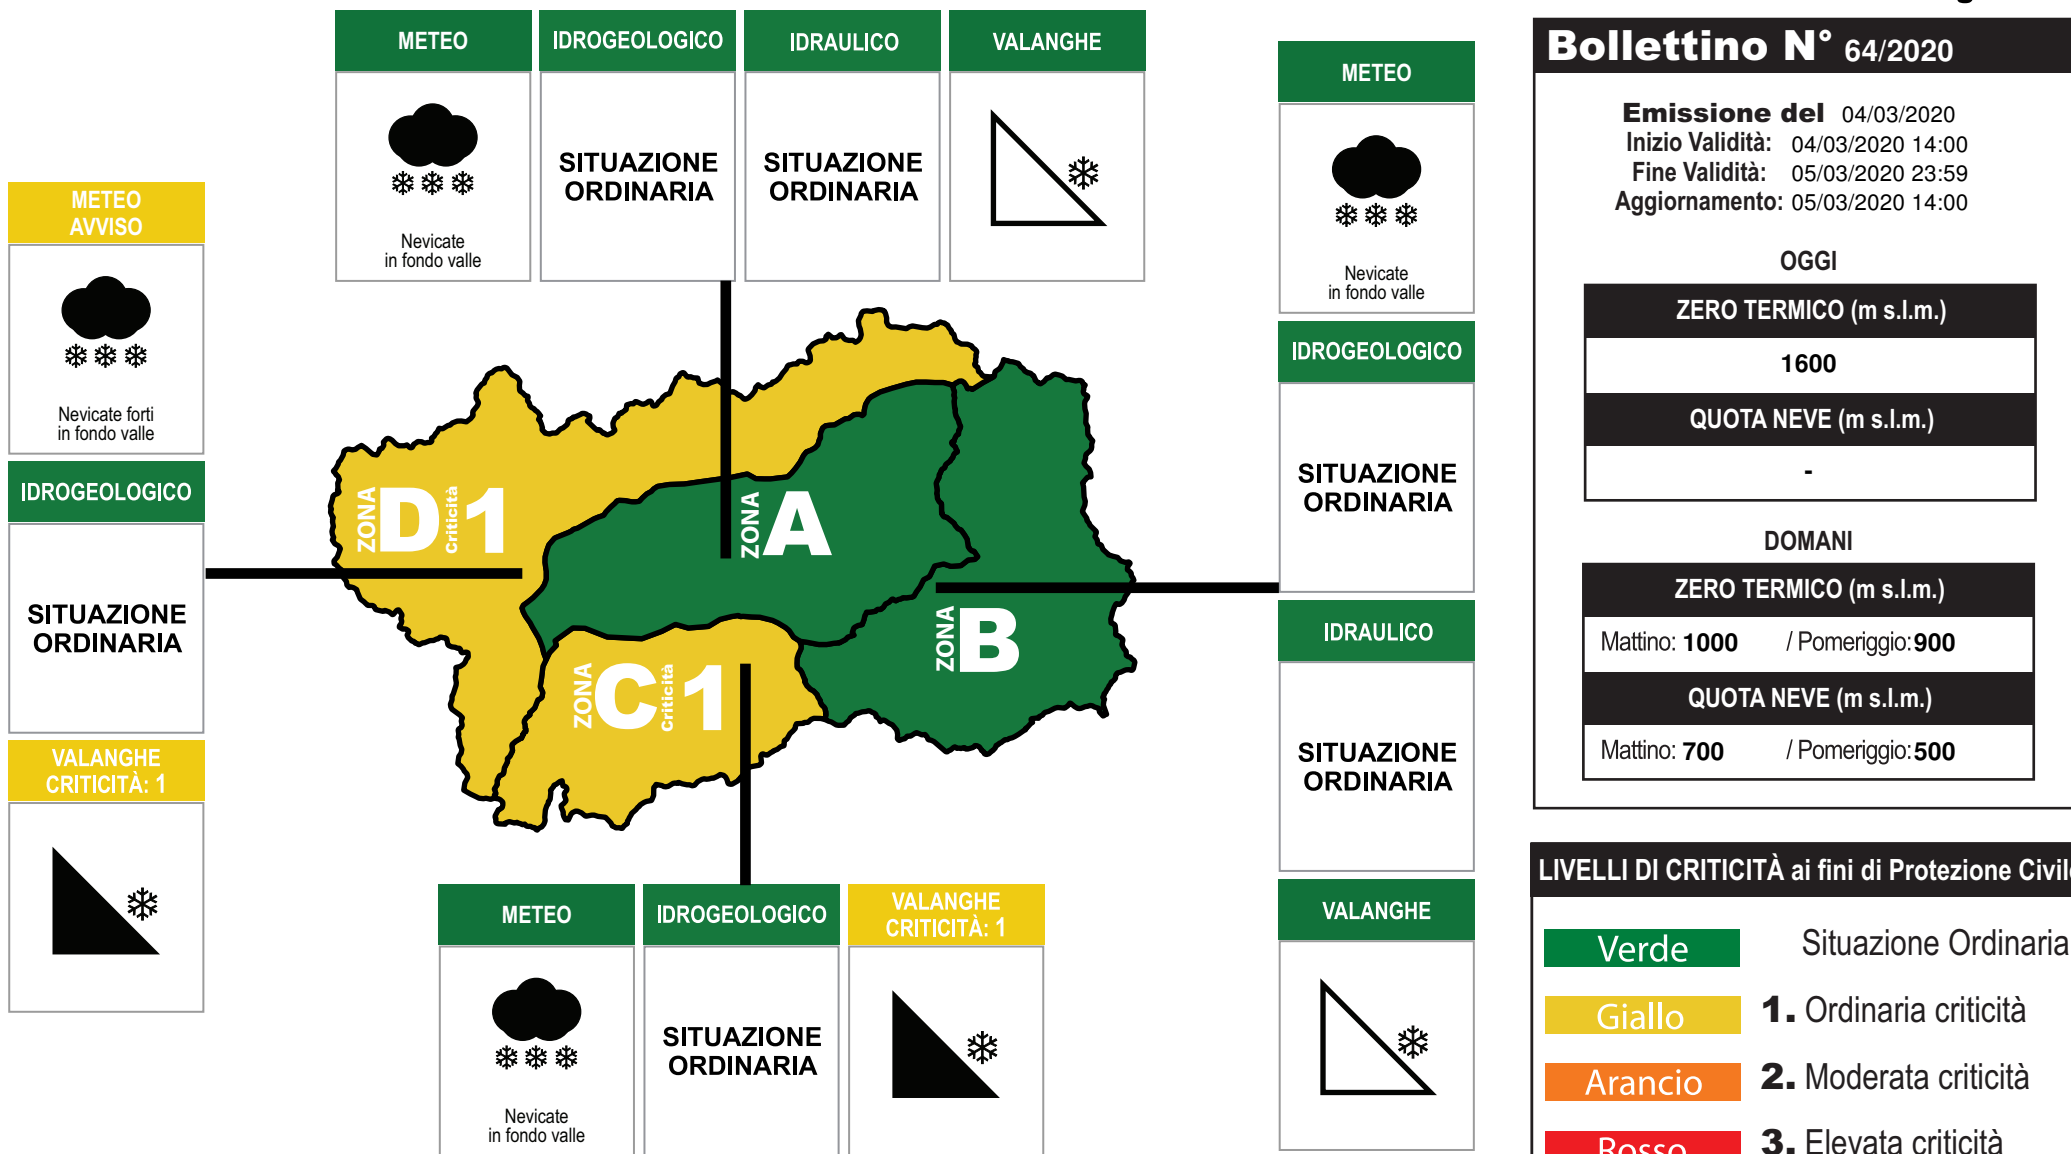 METEO
IDROGEOLOGICO
IDRAULICO
VALANGHE
Nevicate
in fondo valle
SITUAZIONE
ORDINARIA
SITUAZIONE
ORDINARIA
METEO
AVVISO
Nevicate forti
in fondo valle
IDROGEOLOGICO
SITUAZIONE
ORDINARIA
VALANGHE
CRITICITÀ: 1
ZONA D Criticità 1
ZONA A
ZONA B
ZONA C Criticità 1
METEO
IDROGEOLOGICO
VALANGHE
CRITICITÀ: 1
Nevicate
in fondo valle
SITUAZIONE
ORDINARIA
METEO
Nevicate
in fondo valle
IDROGEOLOGICO
SITUAZIONE
ORDINARIA
IDRAULICO
SITUAZIONE
ORDINARIA
VALANGHE
Bollettino N° 64/2020
Emissione del 04/03/2020
Inizio Validità: 04/03/2020 14:00
Fine Validità: 05/03/2020 23:59
Aggiornamento: 05/03/2020 14:00
OGGI
ZERO TERMICO (m s.l.m.)
1600
QUOTA NEVE (m s.l.m.)
-
DOMANI
ZERO TERMICO (m s.l.m.)
Mattino: 1000 / Pomeriggio: 900
QUOTA NEVE (m s.l.m.)
Mattino: 700 / Pomeriggio: 500
LIVELLI DI CRITICITÀ ai fini di Protezione Civile
Verde Situazione Ordinaria
Giallo 1. Ordinaria criticità
Arancio 2. Moderata criticità
Rosso 3. Elevata criticità